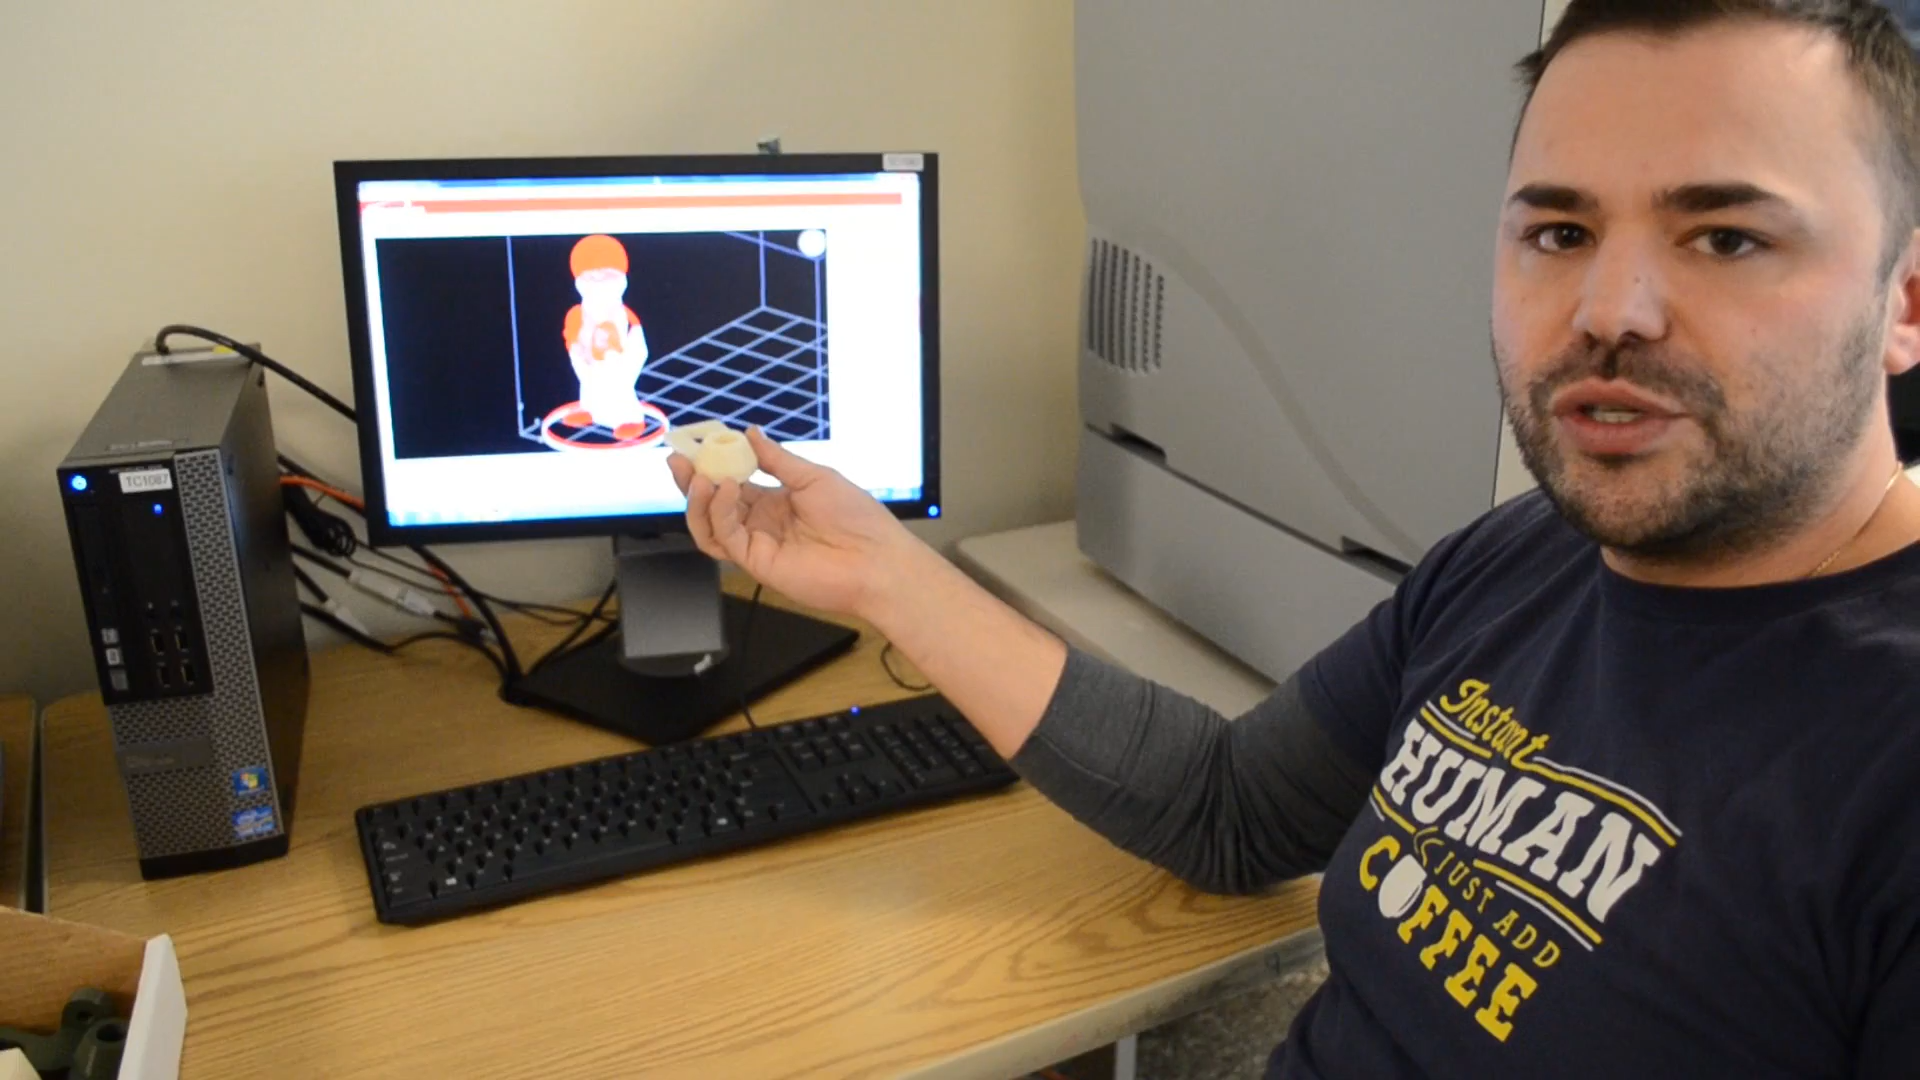 TC1087
Instant
HUMAN
JUST ADD
COFFEE